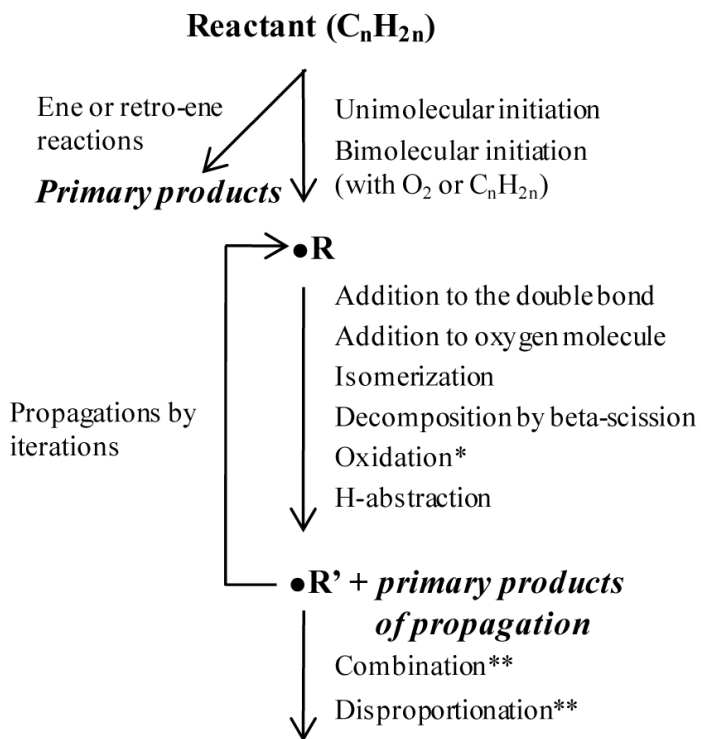 Reactant (CnH2n)
Ene or retro-ene
reactions
Primary products
Unimolecular initiation
Bimolecular initiation
(with O2 or CnH2n)
●R
Addition to the double bond
Addition to oxygen molecule
Isomerization
Decomposition by beta-scission
Oxidation*
H-abstraction
Propagations by
iterations
●R’ + primary products
of propagation
Combination**
Disproportionation**